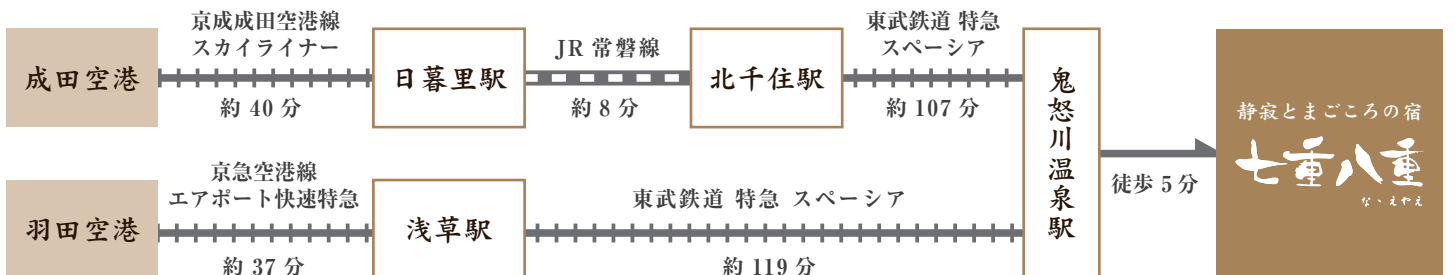 京成成田空港線
スカイライナー
成田空港
約 40 分
日暮里駅
JR 常磐線
約 8 分
北千住駅
東武鉄道 特急
スペーシア
約 107 分
京急空港線
エアポート快速特急
羽田空港
約 37 分
浅草駅
東武鉄道 特急 スペーシア
約 119 分
鬼怒川温泉駅
徒歩 5 分
静寂とまごころの宿
七重八重
なゝえやえ